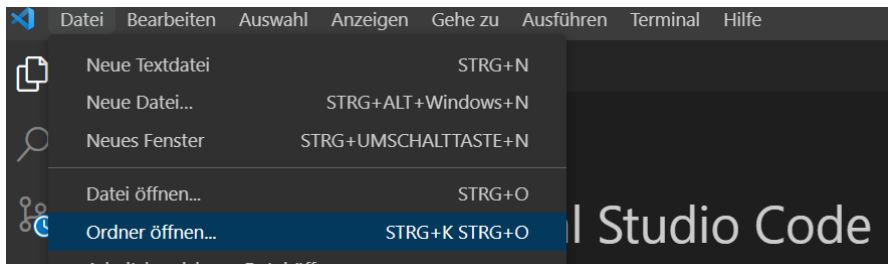 Datei Bearbeiten Auswahl Anzeigen Gehe zu Ausführen Terminal Hilfe
Neue Textdatei STRG+N
Neue Datei... STRG+ALT+Windows+N
Neues Fenster STRG+UMSCHALTTASTE+N
Datei öffnen... STRG+O
Ordner öffnen... STRG+K STRG+O
Studio Code